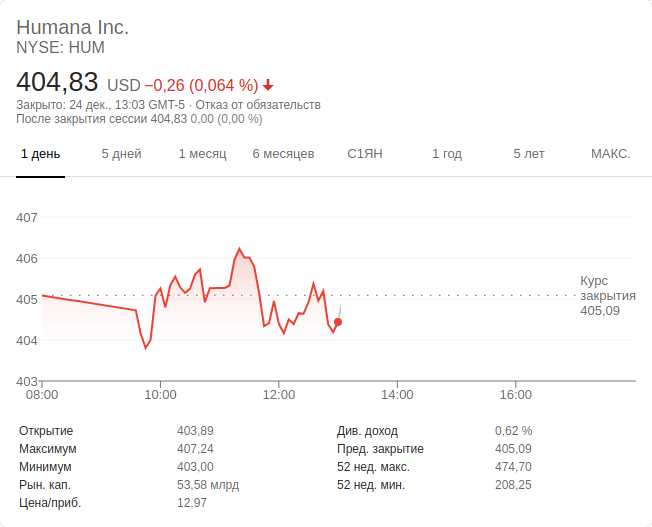 Humana Inc.
NYSE: HUM
404,83 USD −0,26 (0,064 %)
Закрыто: 24 дек., 13:03 GMT-5 · Отказ от обязательств
После закрытия сессии 404,83 0,00 (0,00 %)
1 день 5 дней 1 месяц 6 месяцев С1ЯН 1 год 5 лет МАКС.
407
406
405
404
403
Курс
закрытия
405,09
08:00 10:00 12:00 14:00 16:00
Открытие 403,89 Див. доход 0,62 %
Максимум 407,24 Пред. закрытие 405,09
Минимум 403,00 52 нед. макс. 474,70
Рын. кап. 53,58 млрд 52 нед. мин. 208,25
Цена/приб. 12,97